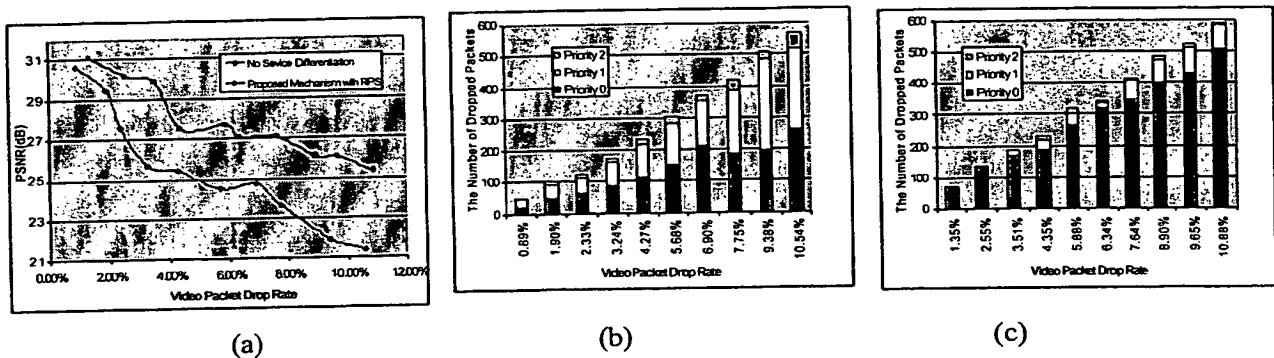 PSNR(dB)
31
29
27
25
23
21
0.00% 2.00% 4.00% 6.00% 8.00% 10.00% 12.00%
Video Packet Drop Rate
No Sevice Differentiation
Proposed Mechanism with RPS
(a)
The Number of Dropped Packets
600
500
400
300
200
100
0
Priority 2
Priority 1
Priority 0
0.89% 1.90% 2.33% 3.24% 4.27% 5.68% 6.90% 7.75% 9.38% 10.54%
Video Packet Drop Rate
(b)
The Number of Dropped Packets
600
500
400
300
200
100
0
Priority 2
Priority 1
Priority 0
1.35% 2.55% 3.51% 4.35% 5.88% 6.34% 7.64% 8.90% 9.65% 10.88%
Video Packet Drop Rate
(c)